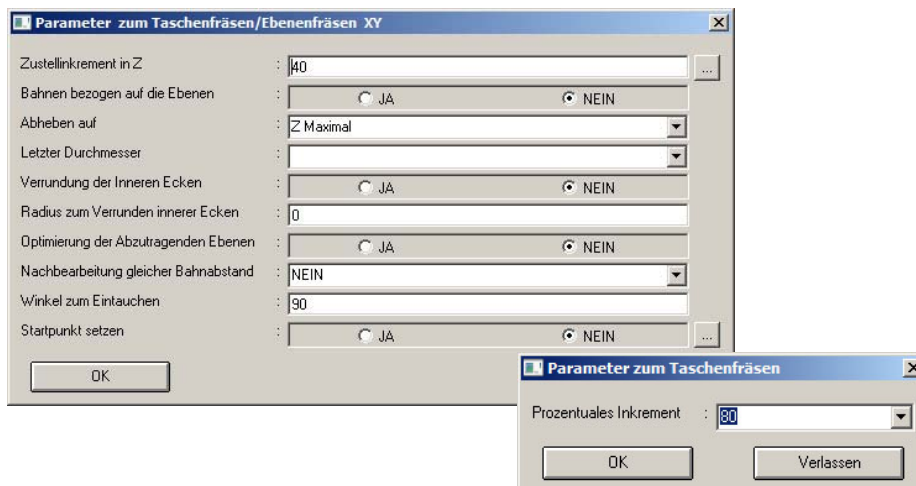 Parameter zum Taschenfräsen/Ebenenfräsen XY
Zustellinkrement in Z : 40 ...
Bahnen bezogen auf die Ebenen : JA NEIN
Abheben auf : Z Maximal
Letzter Durchmesser :
Verrundung der Inneren Ecken : JA NEIN
Radius zum Verrunden innerer Ecken : 0
Optimierung der Abzutragenden Ebenen : JA NEIN
Nachbearbeitung gleicher Bahnabstand : NEIN
Winkel zum Eintauchen : 90
Startpunkt setzen : JA NEIN ...
OK
Parameter zum Taschenfräsen
Prozentuales Inkrement : 80
OK Verlassen